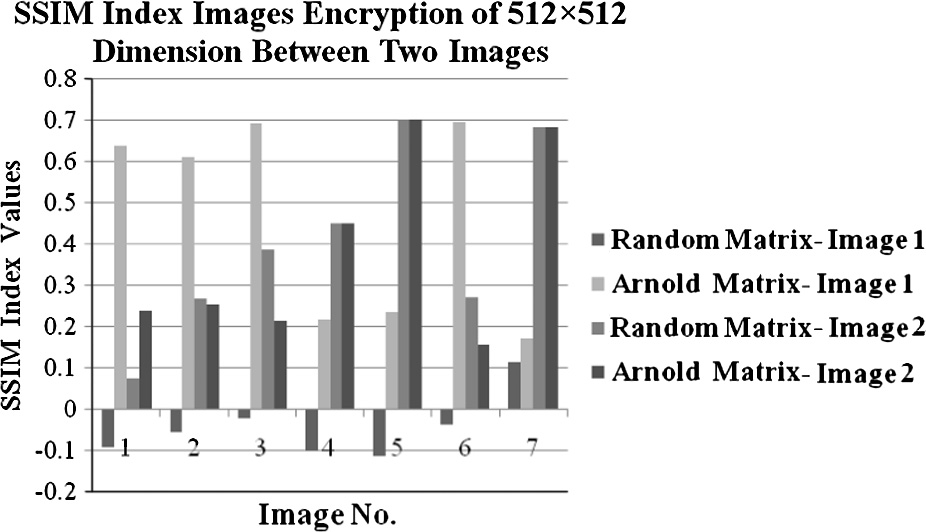 SSIM Index Images Encryption of 512×512
Dimension Between Two Images
SSIM Index Values
0.8
0.7
0.6
0.5
0.4
0.3
0.2
0.1
0
-0.1
-0.2
1 2 3 4 5 6 7
Image No.
Random Matrix- Image 1
Arnold Matrix- Image 1
Random Matrix- Image 2
Arnold Matrix- Image 2